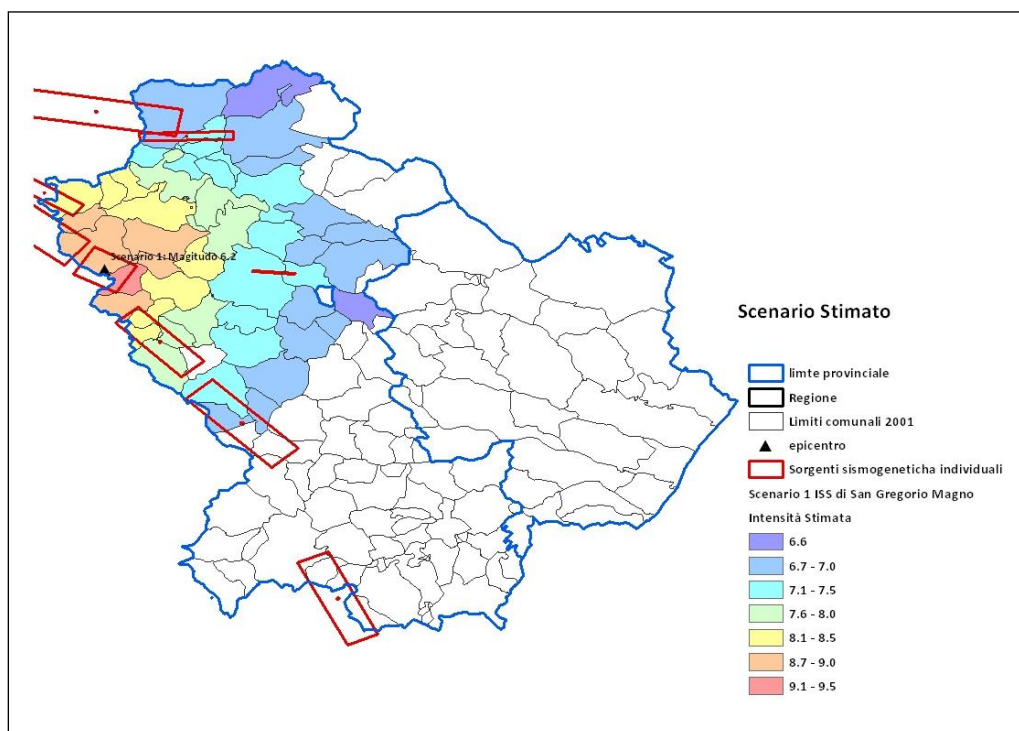 Scenario 1: Magitudo 6.2
Scenario Stimato
limte provinciale
Regione
Limiti comunali 2001
epicentro
Sorgenti sismogenetiche individuali
Scenario 1 ISS di San Gregorio Magno
Intensità Stimata
6.6
6.7 - 7.0
7.1 - 7.5
7.6 - 8.0
8.1 - 8.5
8.7 - 9.0
9.1 - 9.5